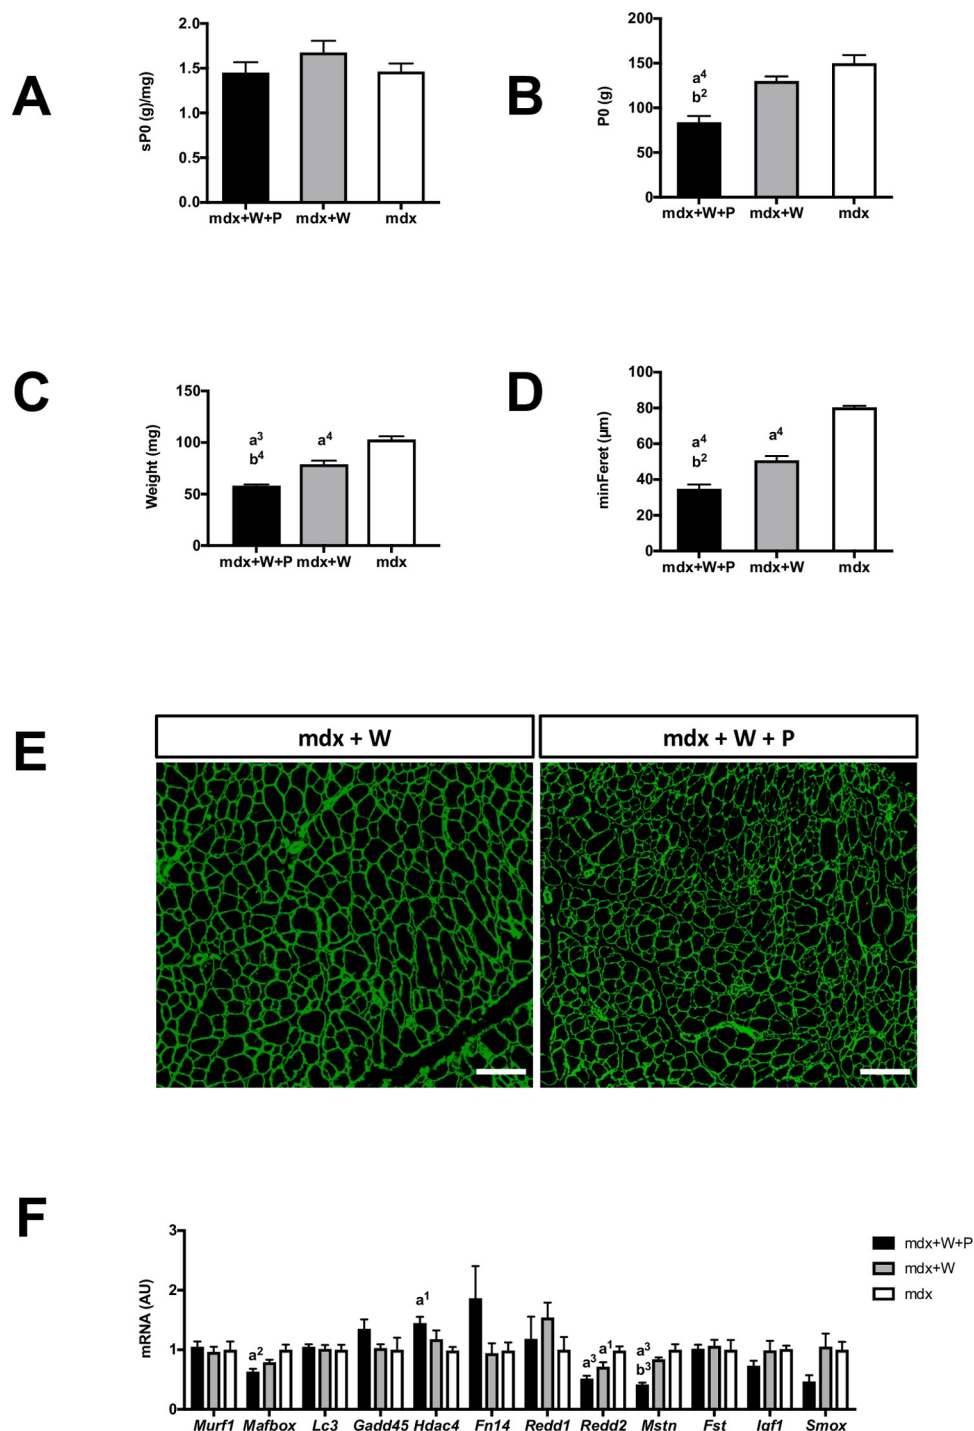 A
sP0 (g)/mg)
2.0
1.5
1.0
0.5
0.0
mdx+W+P mdx+W mdx
B
P0 (g)
200
150
100
50
0
a4
b2
mdx+W+P mdx+W mdx
C
Weight (mg)
150
100
50
0
a3
b4
a4
mdx+W+P mdx+W mdx
D
minFeret (µm)
100
80
60
40
20
0
a4
b2
a4
mdx+W+P mdx+W mdx
E
mdx + W
mdx + W + P
F
mRNA (AU)
3
2
1
0
a2
a1
a3
a1
a3
b3
Murf1 Mafbox Lc3 Gadd45 Hdac4 Fn14 Redd1 Redd2 Mstn Fst Igf1 Smox
mdx+W+P
mdx+W
mdx